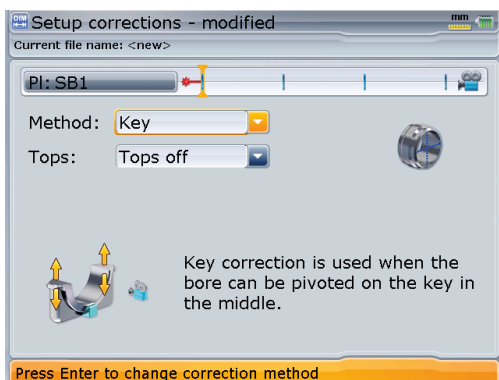 Setup corrections - modified
mm
Current file name: <new>
Pl: SB1
Method: Key
Tops: Tops off
Key correction is used when the
bore can be pivoted on the key in
the middle.
Press Enter to change correction method